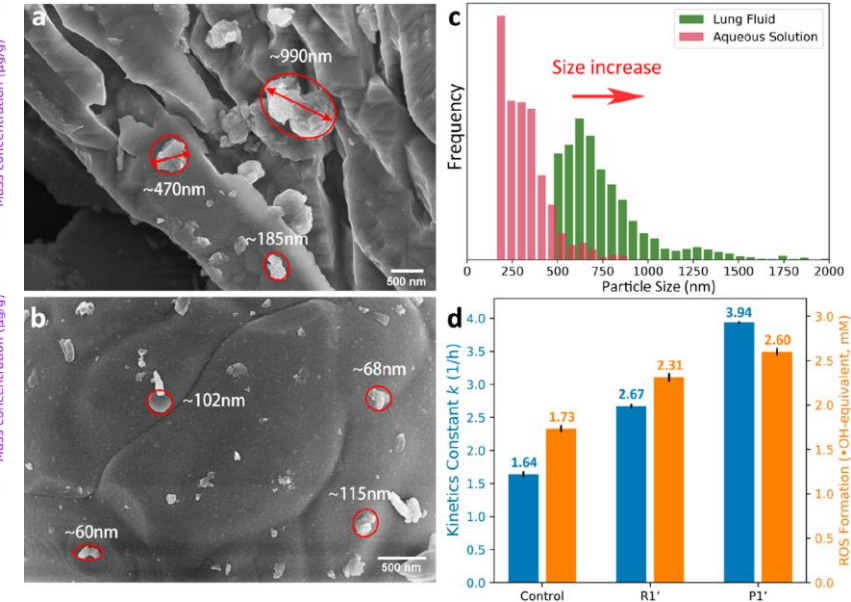 Mass concentration (µg/g)
Mass concentration (µg/g)
a
~990nm
~470nm
~185nm
500 nm
b
~68nm
~102nm
~115nm
~60nm
500 nm
c
Lung Fluid
Aqueous Solution
Size increase
Frequency
0 250 500 750 1000 1250 1500 1750 2000
Particle Size (nm)
d
Kinetics Constant k (1/h)
4.0
3.5
3.0
2.5
2.0
1.5
1.0
0.5
0.0
1.64
1.73
2.67
2.31
3.94
2.60
3.0
2.5
2.0
1.5
1.0
0.5
0.0
ROS Formation (•OH-equivalent, mM)
Control R1′ P1′